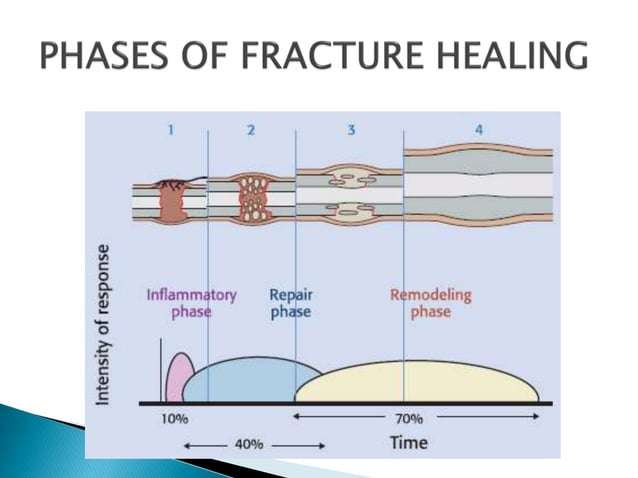 PHASES OF FRACTURE HEALING
1 2 3 4
Intensity of response
Inflammatory
phase
Repair
phase
Remodeling
phase
10%
70%
40%
Time